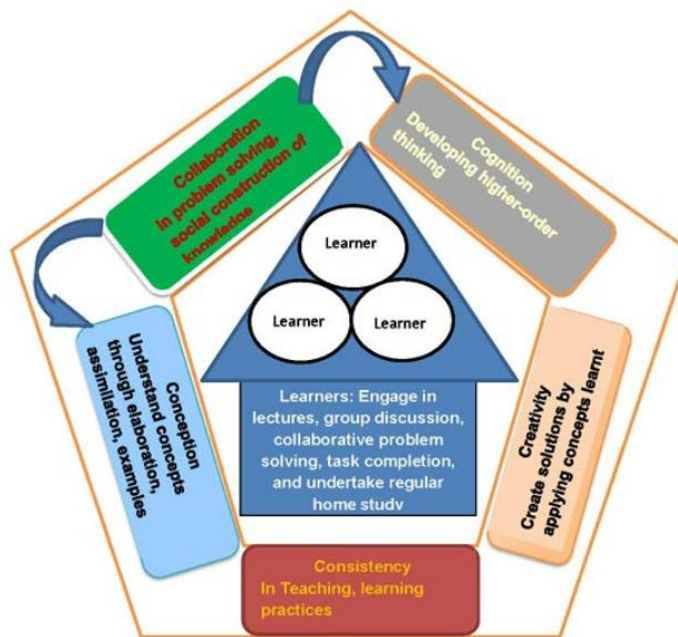 Collaboration
in problem solving,
social construction of
knowledge
Cognition
Developing higher-order
thinking
Learner
Learner
Learner
Learners: Engage in
lectures, group discussion,
collaborative problem
solving, task completion,
and undertake regular
home study
Conception
Understand concepts
through elaboration,
assimilation, examples
Creativity
Create solutions by
applying concepts learnt
Consistency
In Teaching, learning
practices